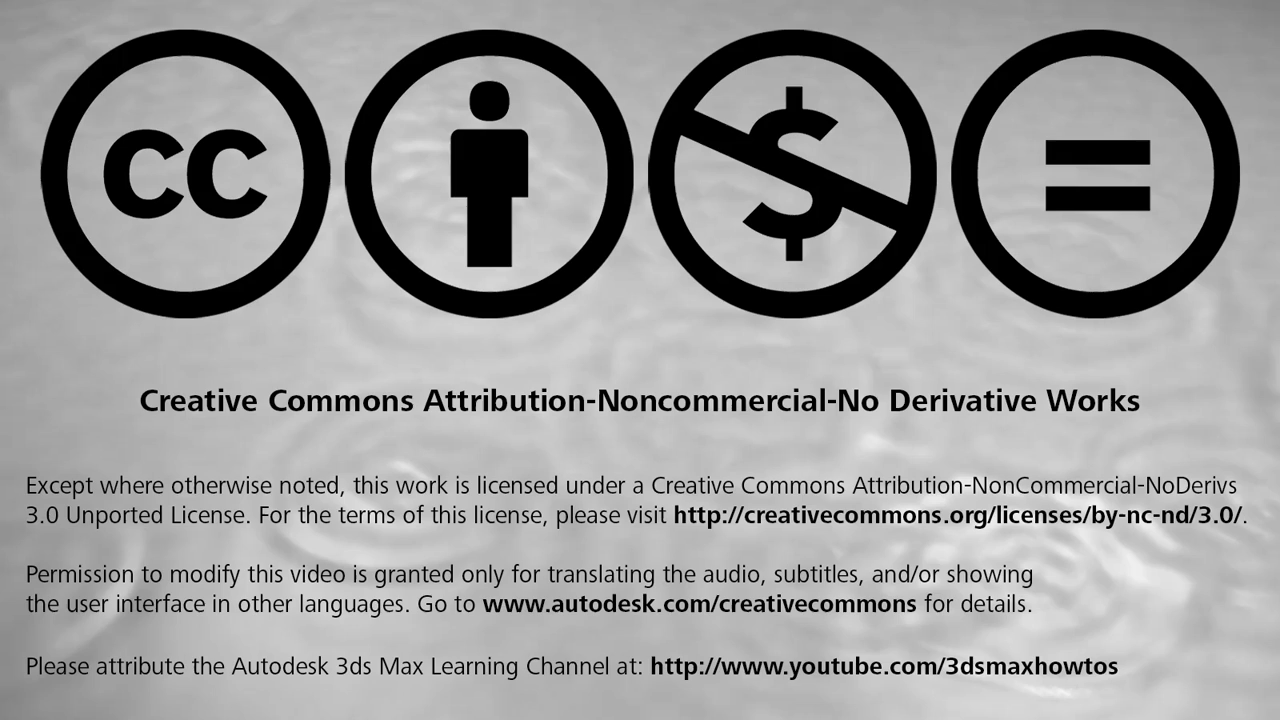 cc $ =
Creative Commons Attribution-Noncommercial-No Derivative Works
Except where otherwise noted, this work is licensed under a Creative Commons Attribution-NonCommercial-NoDerivs
3.0 Unported License. For the terms of this license, please visit http://creativecommons.org/licenses/by-nc-nd/3.0/.
Permission to modify this video is granted only for translating the audio, subtitles, and/or showing
the user interface in other languages. Go to www.autodesk.com/creativecommons for details.
Please attribute the Autodesk 3ds Max Learning Channel at: http://www.youtube.com/3dsmaxhowtos